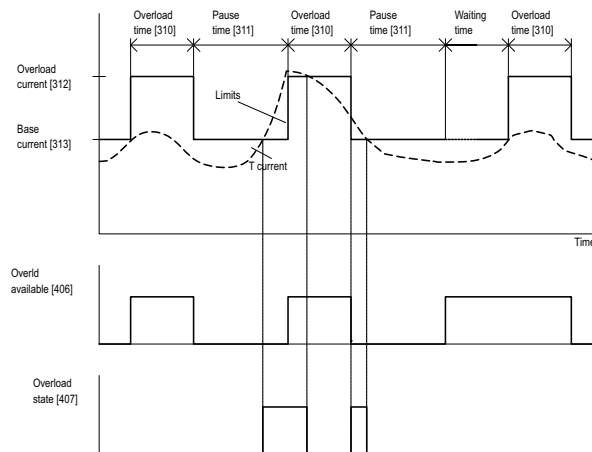 Overload
time [310]
Pause
time [311]
Overload
time [310]
Pause
time [311]
Waiting
time
Overload
time [310]
Overload
current [312]
Limits
Base
current [313]
T current
Time
Overld
available [406]
Overload
state [407]